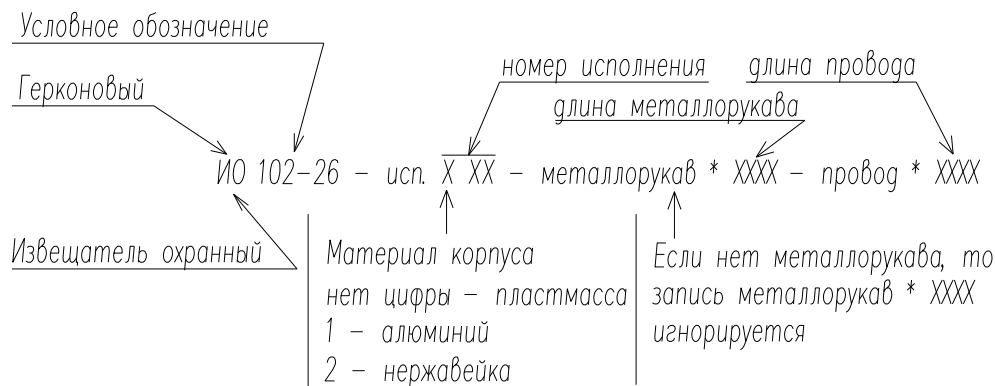 Условное обозначение
номер исполнения
длина провода
Герконовый
длина металлорукава
ИО 102-26 - исп. X XX - металлорукав * XXXX - провод * XXXX
Извещатель охранный
Материал корпуса
нет цифры - пластмасса
1 - алюминий
2 - нержавейка
Если нет металлорукава, то
запись металлорукав * XXXX
игнорируется